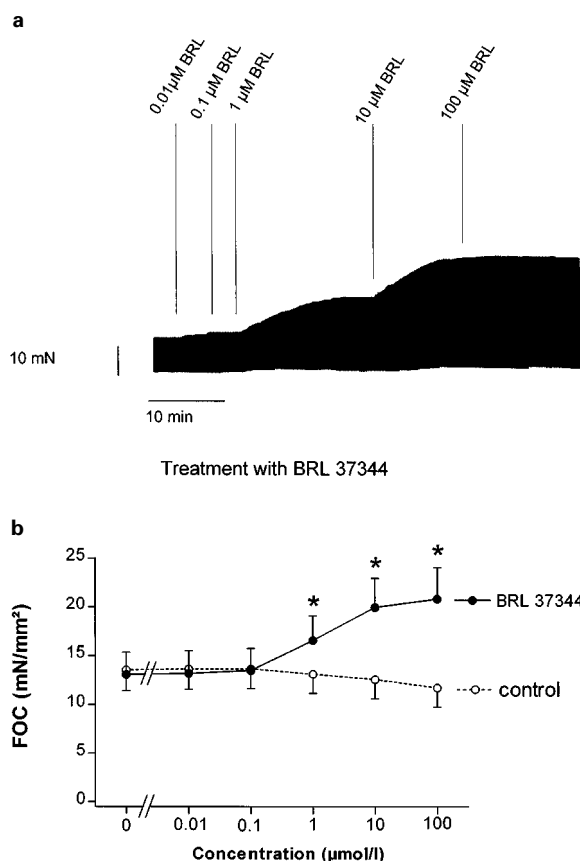 a
0.01µM BRL
0.1 µM BRL
1 µM BRL
10 µM BRL
100 µM BRL
10 mN
10 min
Treatment with BRL 37344
b
FOC (mN/mm²)
25
20
15
10
5
0
*
*
*
BRL 37344
control
0
0.01
0.1
1
10
100
Concentration (µmol/l)